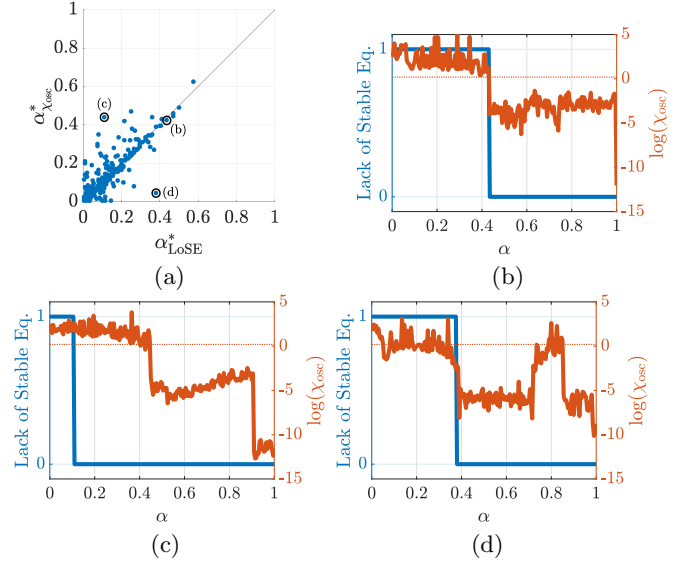 1
0.8
0.6
0.4
0.2
0
α*χosc
(c)
(b)
(d)
0 0.2 0.4 0.6 0.8 1
α*LoSE
(a)
1
0
Lack of Stable Eq.
5
0
-5
-10
-15
log(χosc)
0 0.2 0.4 0.6 0.8 1
α
(b)
1
0
Lack of Stable Eq.
5
0
-5
-10
-15
log(χosc)
0 0.2 0.4 0.6 0.8 1
α
(c)
1
0
Lack of Stable Eq.
5
0
-5
-10
-15
log(χosc)
0 0.2 0.4 0.6 0.8 1
α
(d)